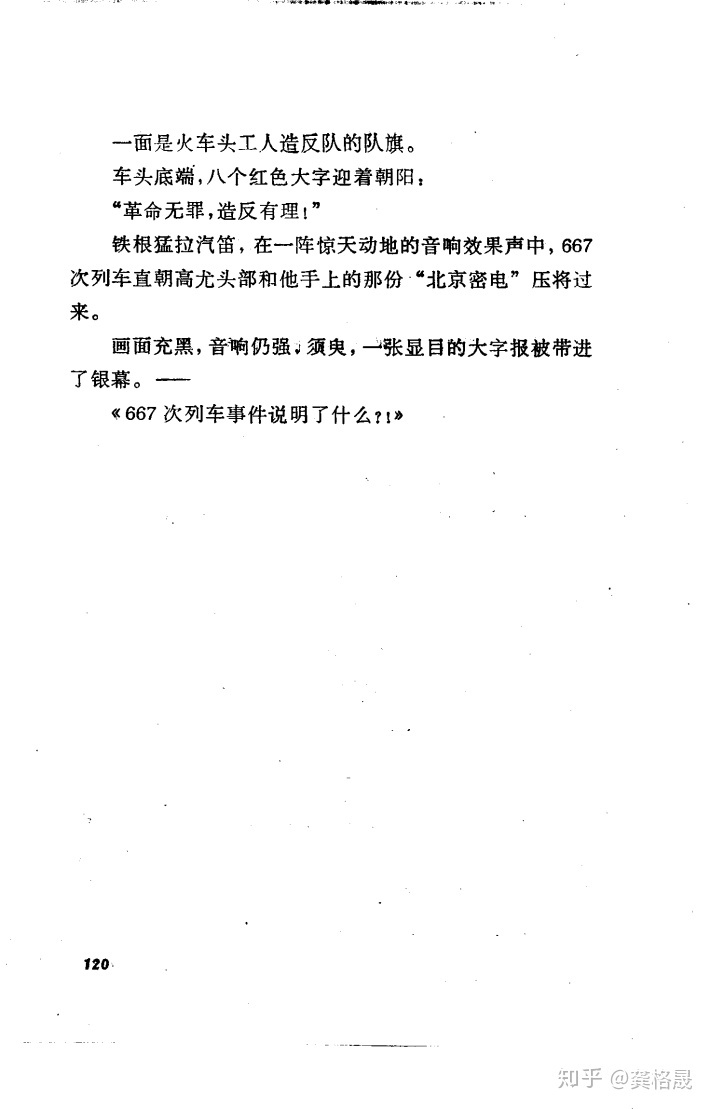 一面是火车头工人造反队的队旗。
车头底端，八个红色大字迎着朝阳：
“革命无罪，造反有理！”
铁根猛拉汽笛，在一阵惊天动地的音响效果声中，667
次列车直朝高尤头部和他手上的那份“北京密电”压将过
来。
画面充黑，音响仍强，须臾，一张显目的大字报被带进
了银幕。——
《667次列车事件说明了什么？！》
120
知乎 @龚格晟